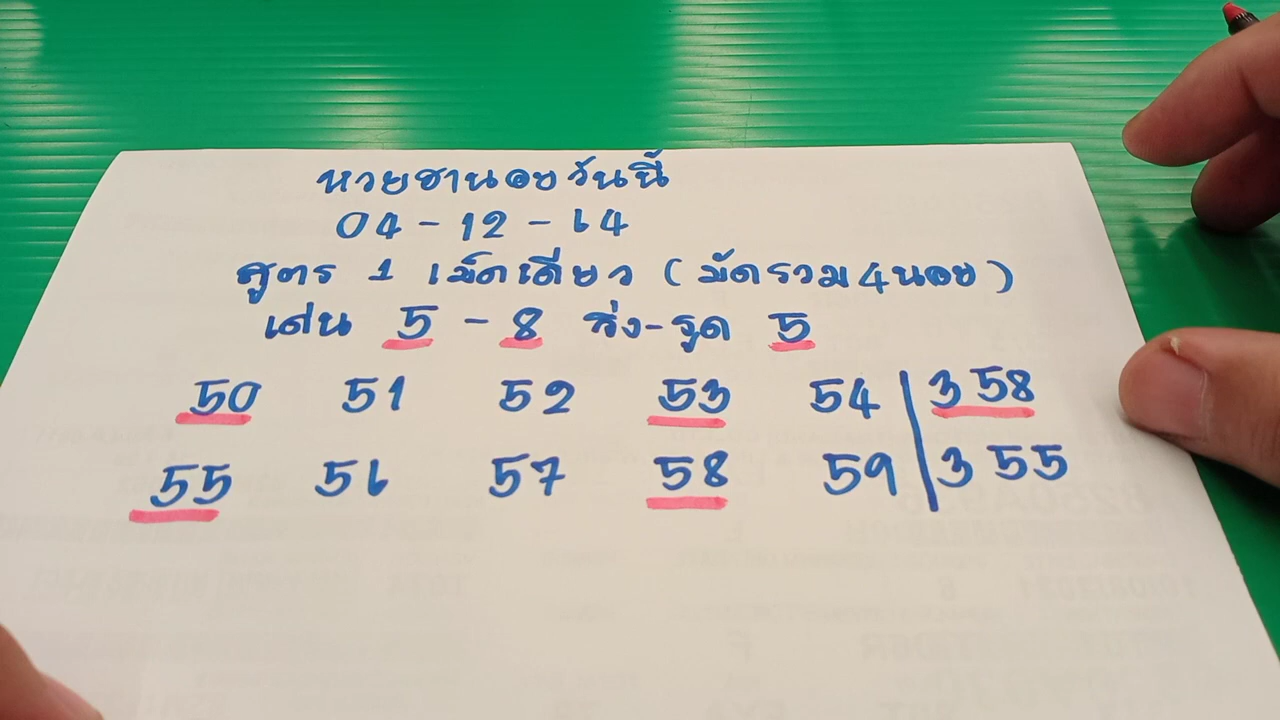 หวยฮานอยวันนี้
04 - 12 - 64
สูตร 1 เม็ดเดียว ( มัดรวม 4นอย )
เด่น 5 - 8 วิ่ง-รูด 5
50 51 52 53 54 | 358
55 56 57 58 59 | 355